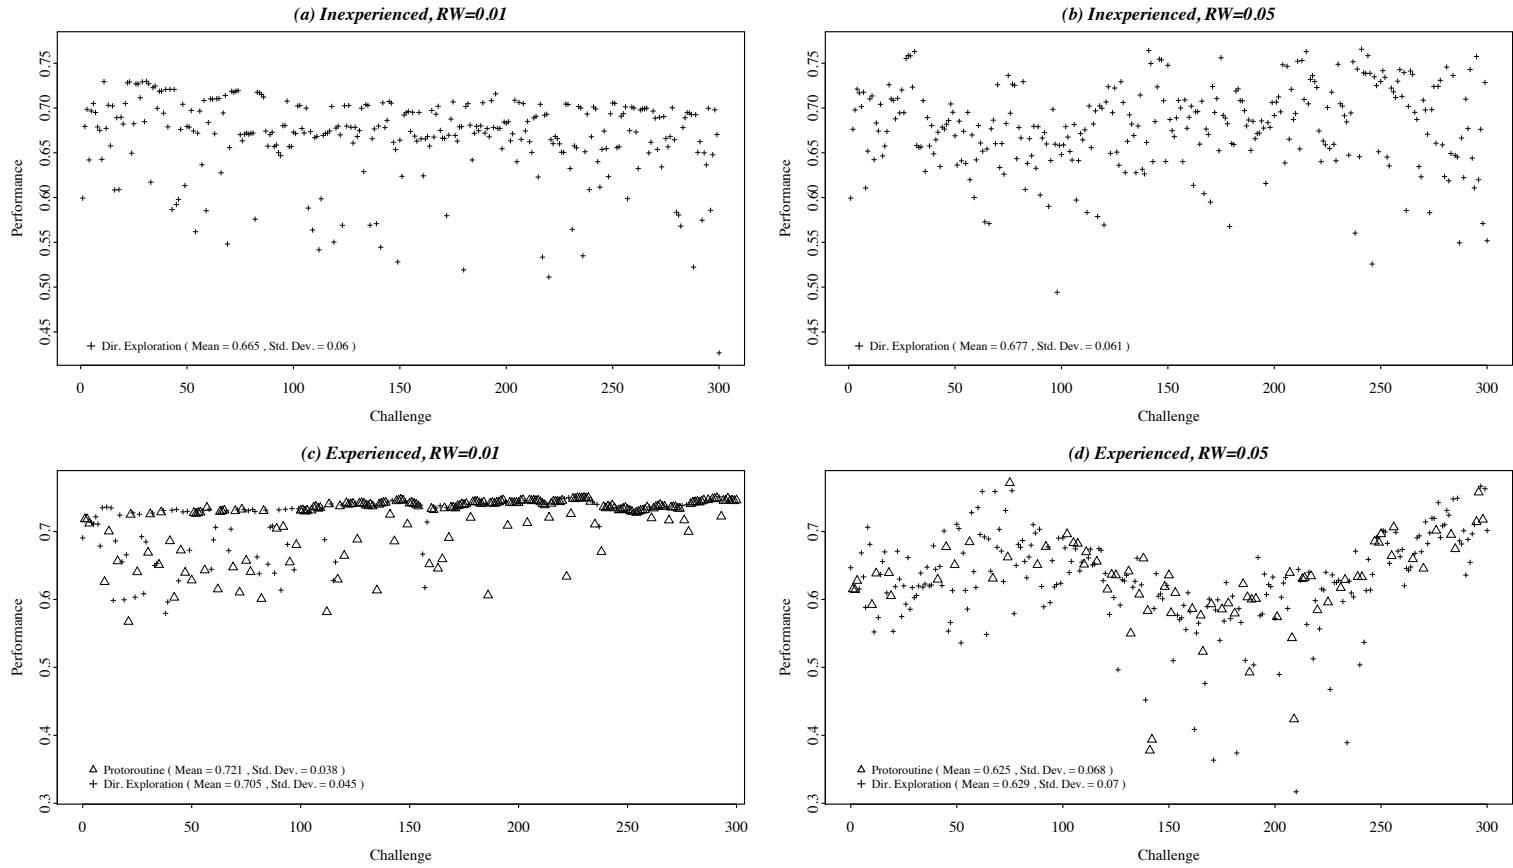 (a) Inexperienced, RW=0.01
Performance
0.75
0.70
0.65
0.60
0.55
0.50
0.45
+ Dir. Exploration ( Mean = 0.665 , Std. Dev. = 0.06 )
0 50 100 150 200 250 300
Challenge
(b) Inexperienced, RW=0.05
Performance
0.75
0.70
0.65
0.60
0.55
0.50
0.45
+ Dir. Exploration ( Mean = 0.677 , Std. Dev. = 0.061 )
0 50 100 150 200 250 300
Challenge
(c) Experienced, RW=0.01
Performance
0.7
0.6
0.5
0.4
0.3
△ Protoroutine ( Mean = 0.721 , Std. Dev. = 0.038 )
+ Dir. Exploration ( Mean = 0.705 , Std. Dev. = 0.045 )
0 50 100 150 200 250 300
Challenge
(d) Experienced, RW=0.05
Performance
0.7
0.6
0.5
0.4
0.3
△ Protoroutine ( Mean = 0.625 , Std. Dev. = 0.068 )
+ Dir. Exploration ( Mean = 0.629 , Std. Dev. = 0.07 )
0 50 100 150 200 250 300
Challenge